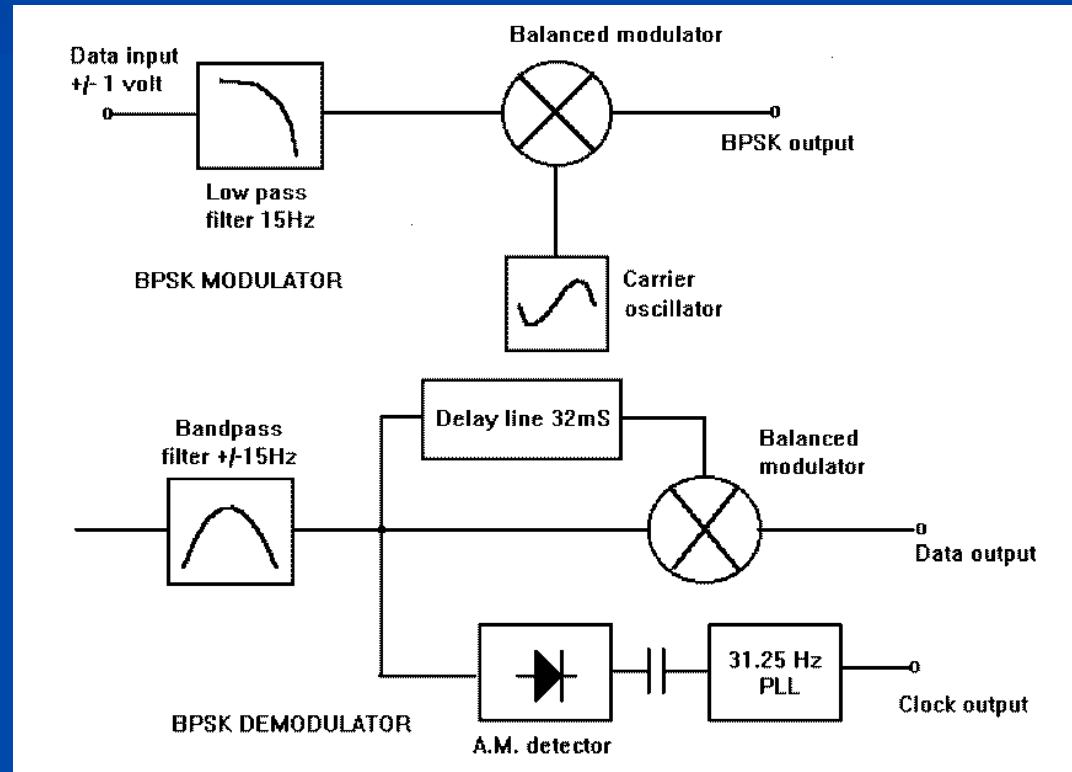 Balanced modulator
Data input
+/- 1 volt
BPSK output
Low pass
filter 15Hz
BPSK MODULATOR
Carrier
oscillator
Delay line 32mS
Bandpass
filter +/-15Hz
Balanced
modulator
Data output
31.25 Hz
PLL
Clock output
BPSK DEMODULATOR
A.M. detector